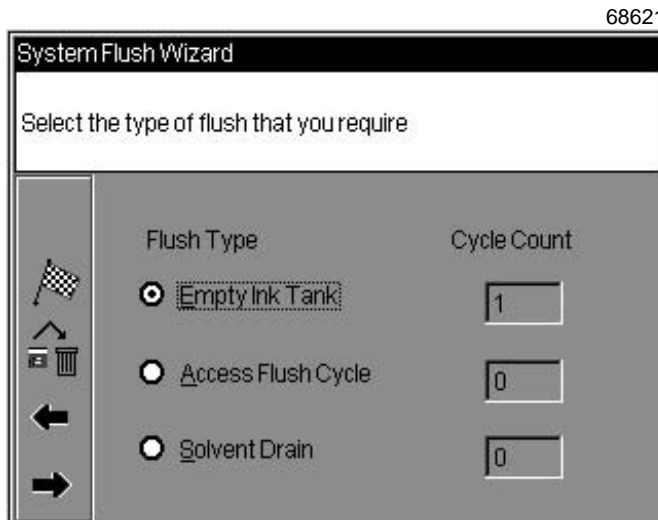 68621
System Flush Wizard
Select the type of flush that you require
Flush Type Cycle Count
Empty Ink Tank 1
Access Flush Cycle 0
Solvent Drain 0